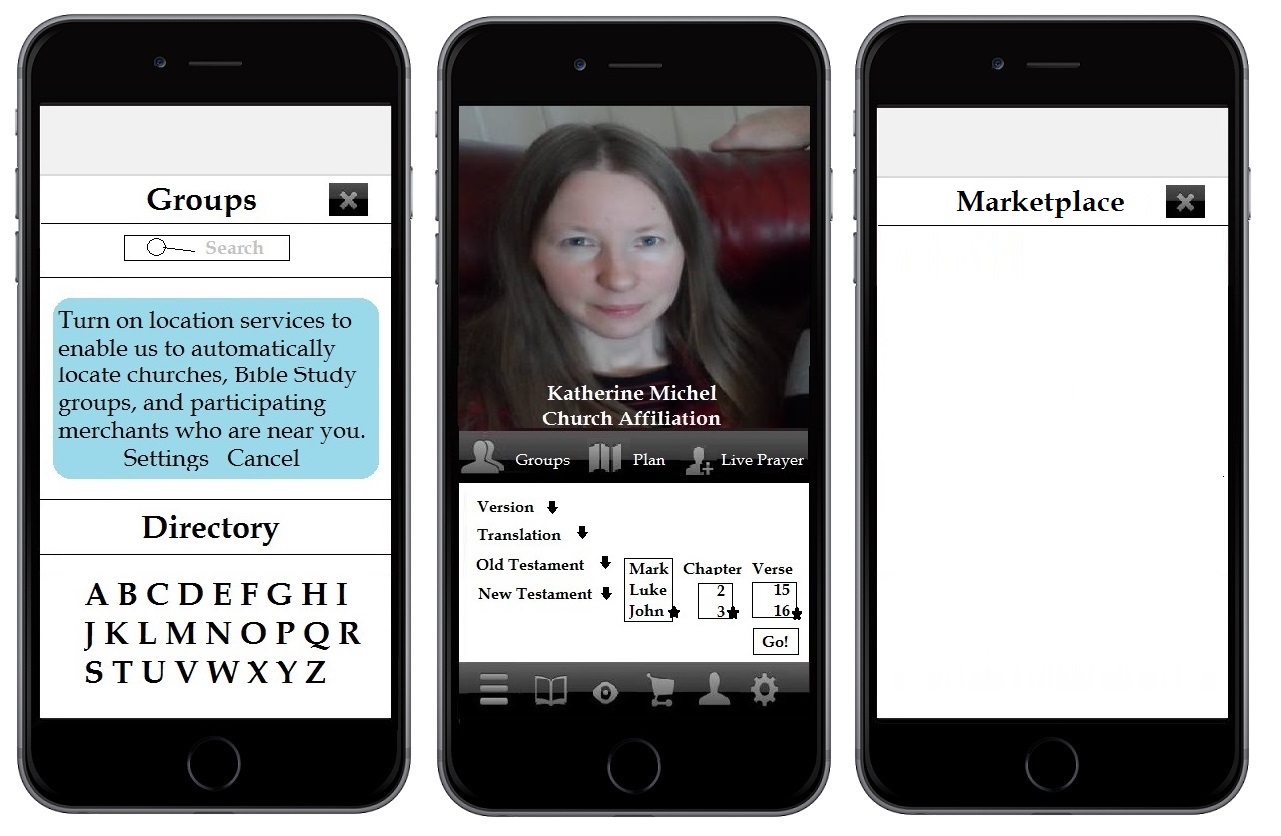 Groups
Search
Turn on location services to
enable us to automatically
locate churches, Bible Study
groups, and participating
merchants who are near you.
Settings Cancel
Directory
A B C D E F G H I
J K L M N O P Q R
S T U V W X Y Z
Katherine Michel
Church Affiliation
Groups Plan Live Prayer
Version
Translation
Old Testament
New Testament
Mark
Luke
John
Chapter
2
3
Verse
15
16
Go!
Marketplace